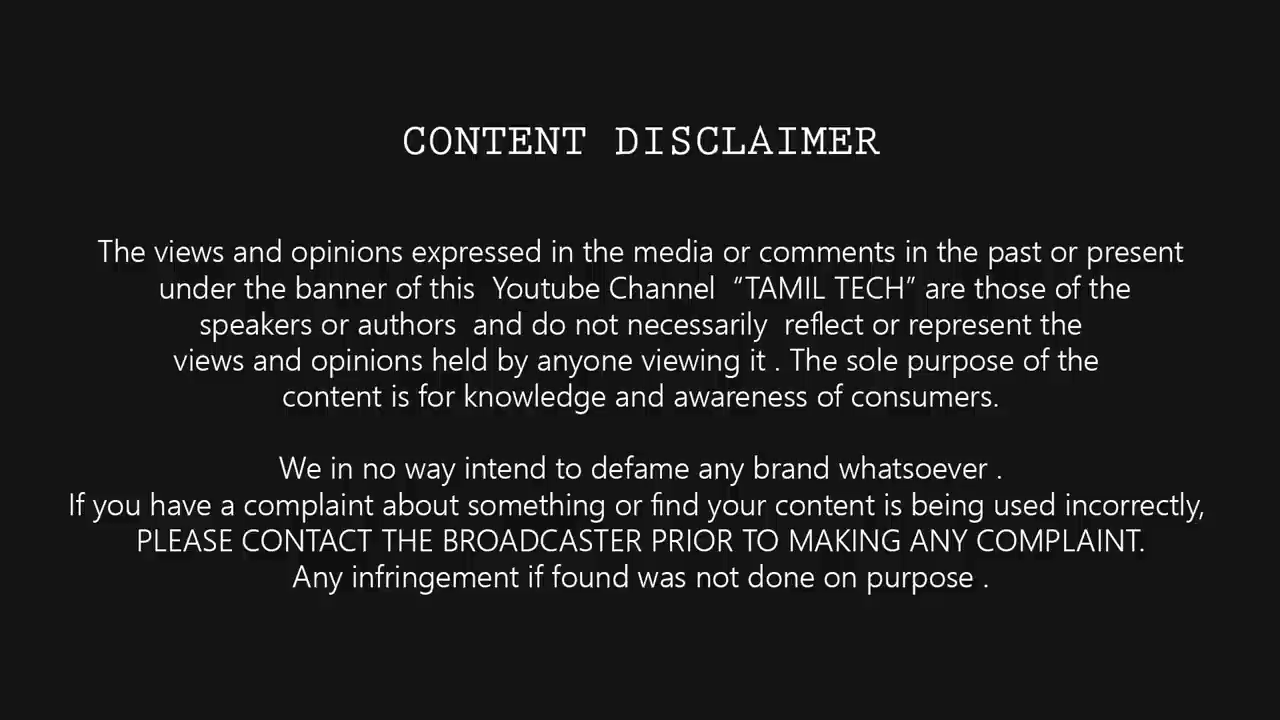 CONTENT DISCLAIMER
The views and opinions expressed in the media or comments in the past or present
under the banner of this  Youtube Channel  “TAMIL TECH” are those of the
speakers or authors  and do not necessarily  reflect or represent the
views and opinions held by anyone viewing it . The sole purpose of the
content is for knowledge and awareness of consumers.
We in no way intend to defame any brand whatsoever .
If you have a complaint about something or find your content is being used incorrectly,
PLEASE CONTACT THE BROADCASTER PRIOR TO MAKING ANY COMPLAINT.
Any infringement if found was not done on purpose .